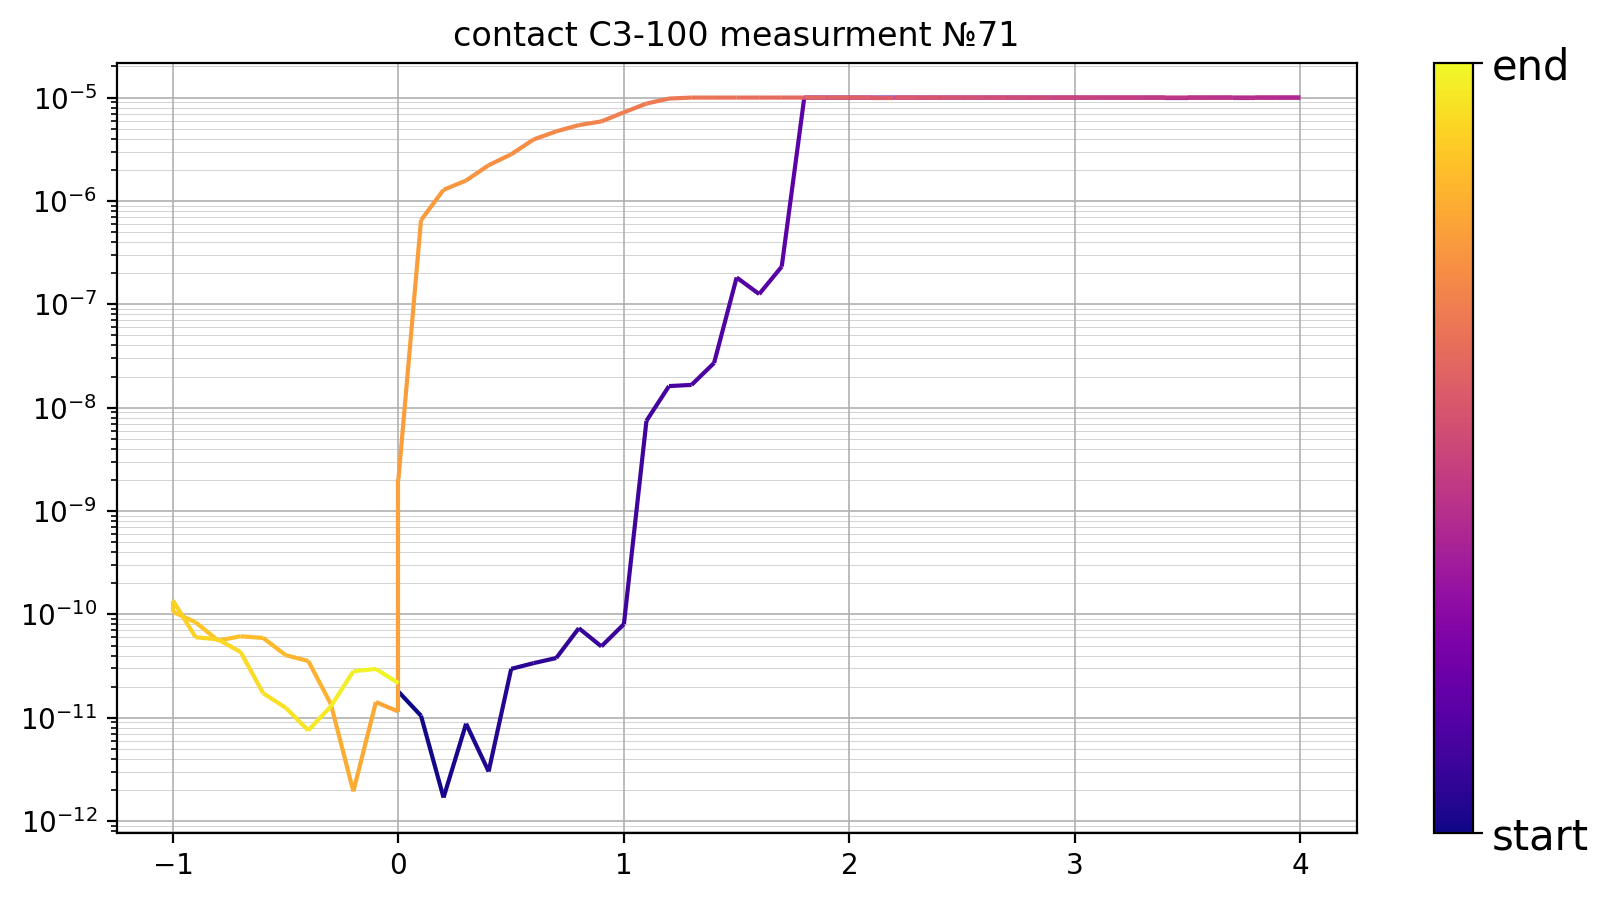 contact C3-100 measurment №71
10⁻⁵
10⁻⁶
10⁻⁷
10⁻⁸
10⁻⁹
10⁻¹⁰
10⁻¹¹
10⁻¹²
−1 0 1 2 3 4
end
start